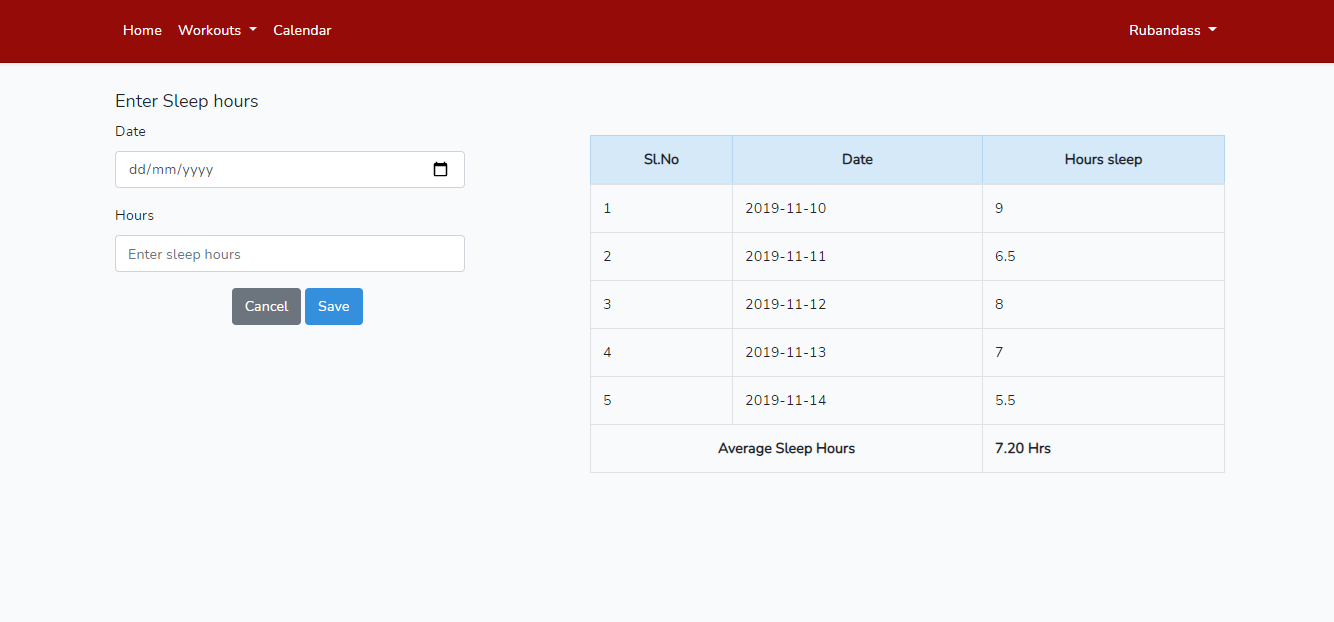 Home Workouts Calendar Rubandass
Enter Sleep hours
Date
dd/mm/yyyy
Hours
Enter sleep hours
Cancel Save
Sl.No Date Hours sleep
1 2019-11-10 9
2 2019-11-11 6.5
3 2019-11-12 8
4 2019-11-13 7
5 2019-11-14 5.5
Average Sleep Hours 7.20 Hrs